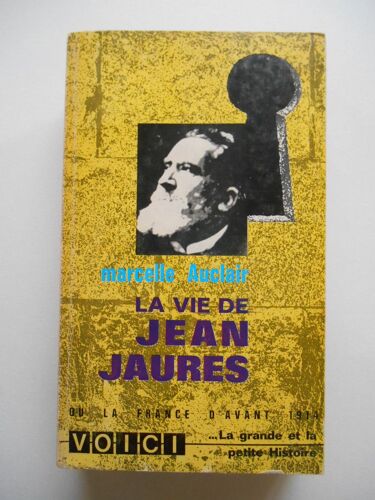 marcelle Auclair
LA VIE DE
JEAN
JAURES
OU LA FRANCE D'AVANT 1914
VOICI
...La grande et la
petite Histoire